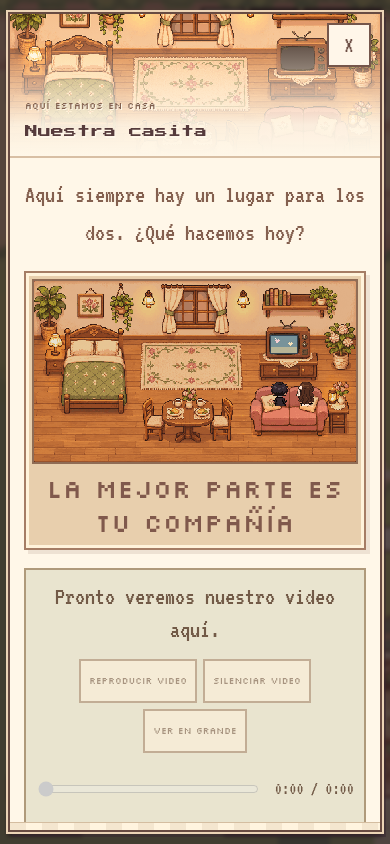 X
AQUÍ ESTAMOS EN CASA
Nuestra casita
Aquí siempre hay un lugar para los
dos. ¿Qué hacemos hoy?
LA MEJOR PARTE ES
TU COMPAÑÍA
Pronto veremos nuestro video
aquí.
REPRODUCIR VIDEO SILENCIAR VIDEO
VER EN GRANDE
0:00 / 0:00